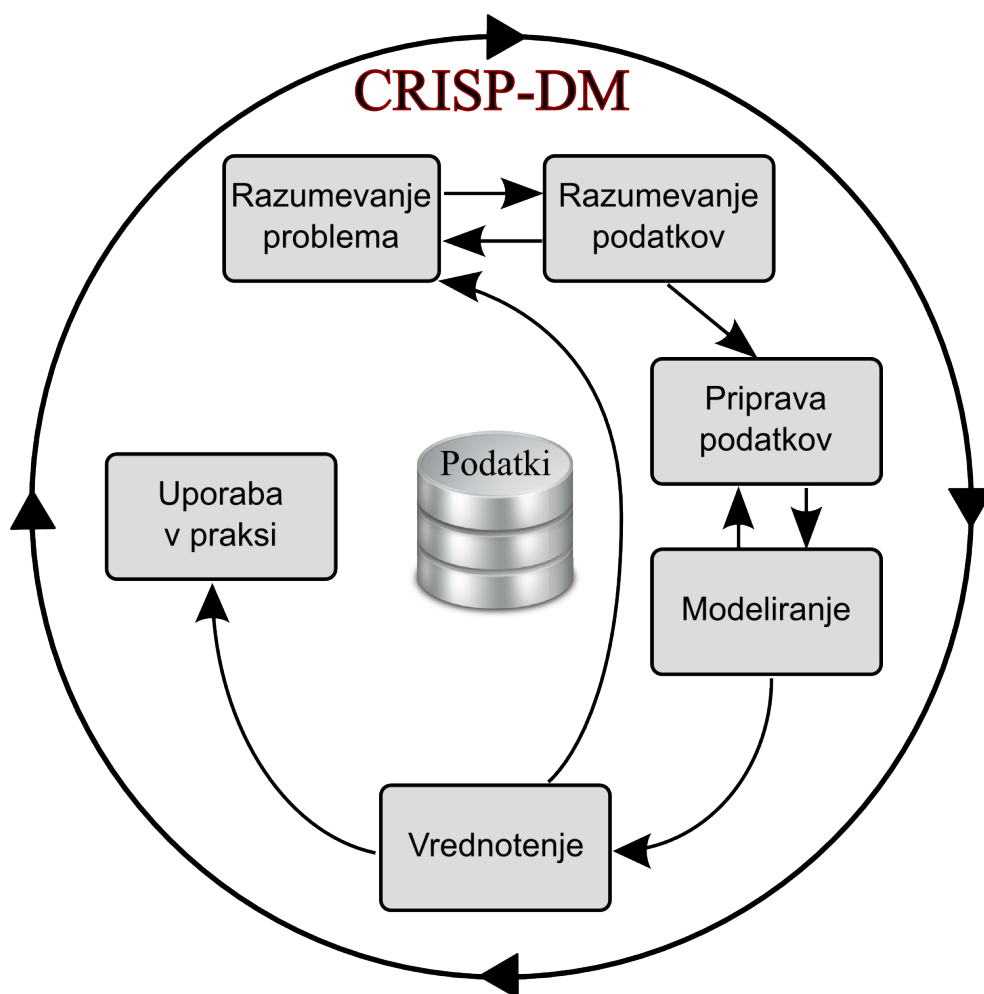 CRISP-DM
Razumevanje
problema
Razumevanje
podatkov
Priprava
podatkov
Podatki
Uporaba
v praksi
Modeliranje
Vrednotenje